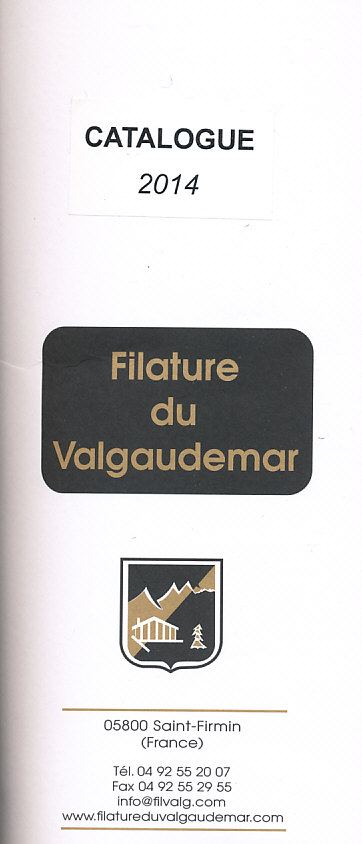 CATALOGUE
2014
Filature
du
Valgaudemar
05800 Saint-Firmin
(France)
Tél. 04 92 55 20 07
Fax 04 92 55 29 55
info@filvalg.com
www.filatureduvalgaudemar.com